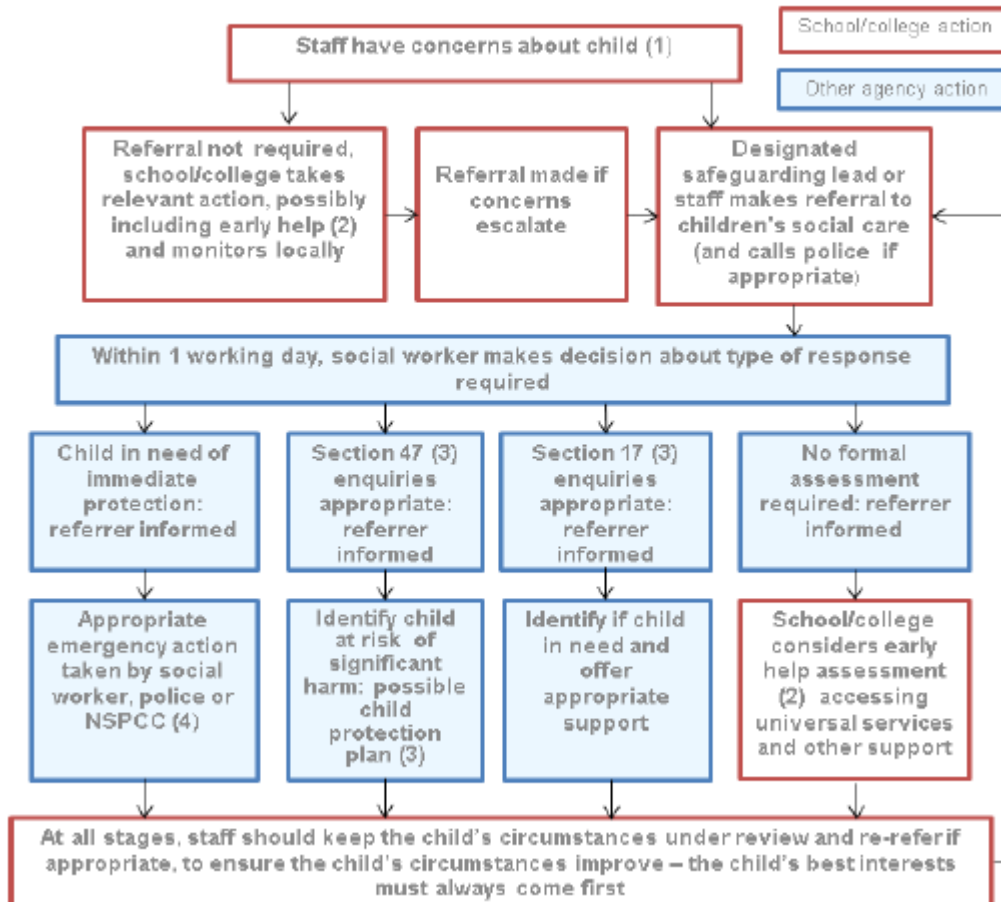 School/college action
Other agency action
Staff have concerns about child (1)
Referral not required,
school/college takes
relevant action, possibly
including early help (2)
and monitors locally
Referral made if
concerns
escalate
Designated
safeguarding lead or
staff makes referral to
children's social care
(and calls police if
appropriate)
Within 1 working day, social worker makes decision about type of response
required
Child in need of
immediate
protection:
referrer informed
Section 47 (3)
enquiries
appropriate:
referrer
informed
Section 17 (3)
enquiries
appropriate:
referrer
informed
No formal
assessment
required: referrer
informed
Appropriate
emergency action
taken by social
worker, police or
NSPCC (4)
Identify child
at risk of
significant
harm: possible
child
protection
plan (3)
Identify if child
in need and
offer
appropriate
support
School/college
considers early
help assessment
(2) accessing
universal services
and other support
At all stages, staff should keep the child's circumstances under review and re-refer if
appropriate, to ensure the child's circumstances improve – the child's best interests
must always come first